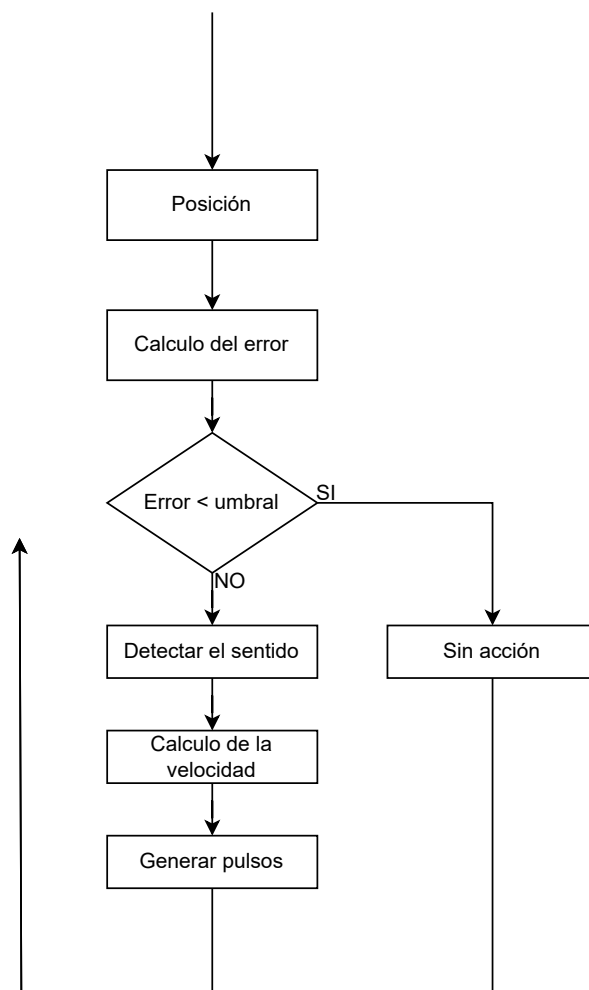 Posición
Calculo del error
Error < umbral
SI
NO
Detectar el sentido
Sin acción
Calculo de la
velocidad
Generar pulsos